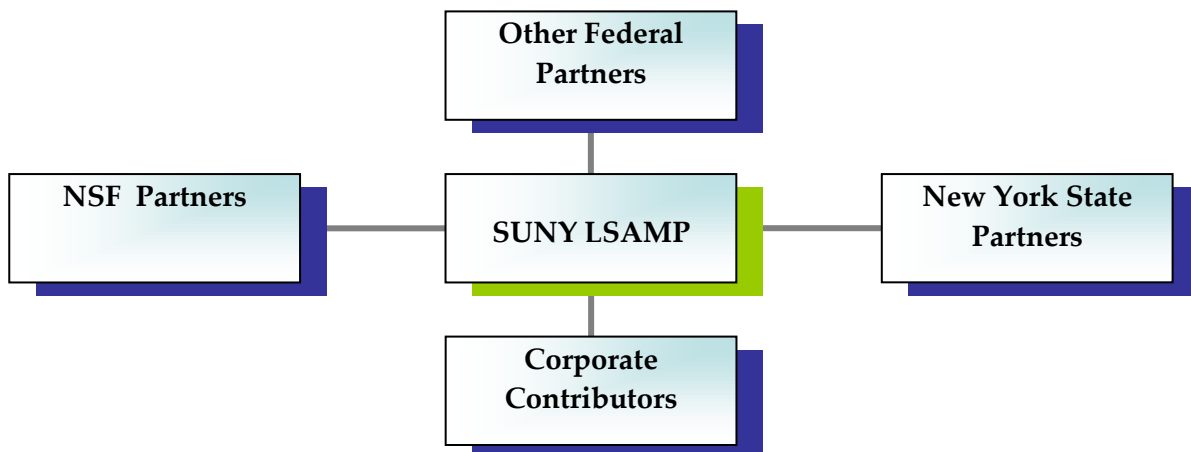 Other Federal
Partners
NSF  Partners
SUNY LSAMP
New York State
Partners
Corporate
Contributors